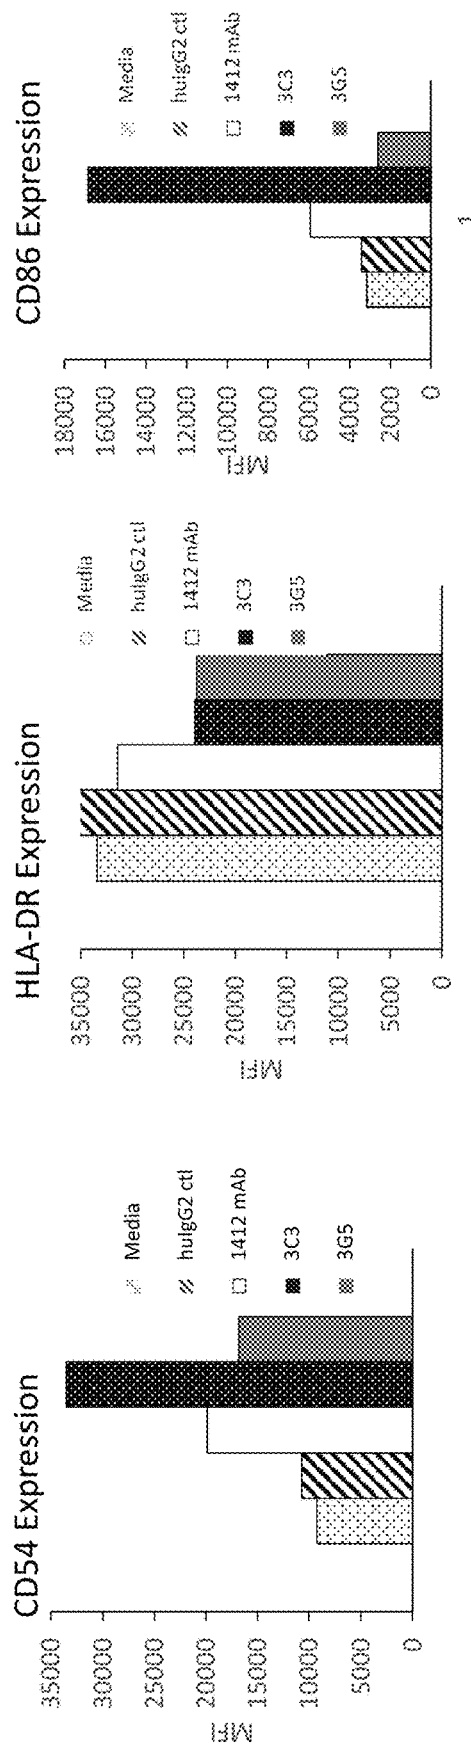 CD54 Expression
MFI
35000
30000
25000
20000
15000
10000
5000
0
Media
huIgG2 ctl
1412 mAb
3C3
3G5
HLA-DR Expression
MFI
35000
30000
25000
20000
15000
10000
5000
0
Media
huIgG2 ctl
1412 mAb
3C3
3G5
CD86 Expression
MFI
18000
16000
14000
12000
10000
8000
6000
4000
2000
0
1
Media
huIgG2 ctl
1412 mAb
3C3
3G5